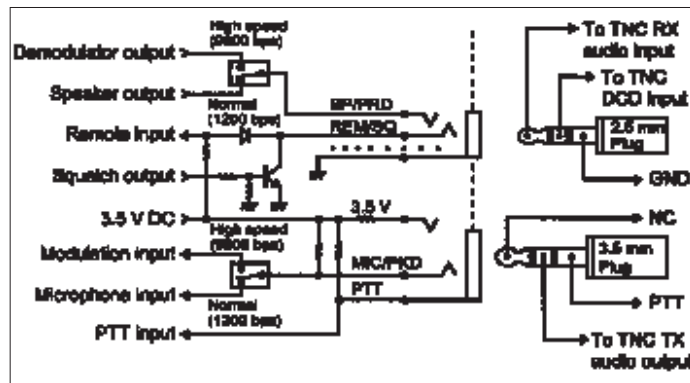 High speed
(9600 bps)
Demodulator output
Speaker output
Normal
(1200 bps)
Remote input
Squelch output
3.5 V DC
High speed
(9600 bps)
Modulation input
Microphone input
Normal
(1200 bps)
PTT input
SP/PRD
REM/SQ
3.5 V
MIC/PKD
PTT
To TNC RX
audio input
To TNC
DCD input
2.5 mm
Plug
GND
NC
3.5 mm
Plug
PTT
To TNC TX
audio output